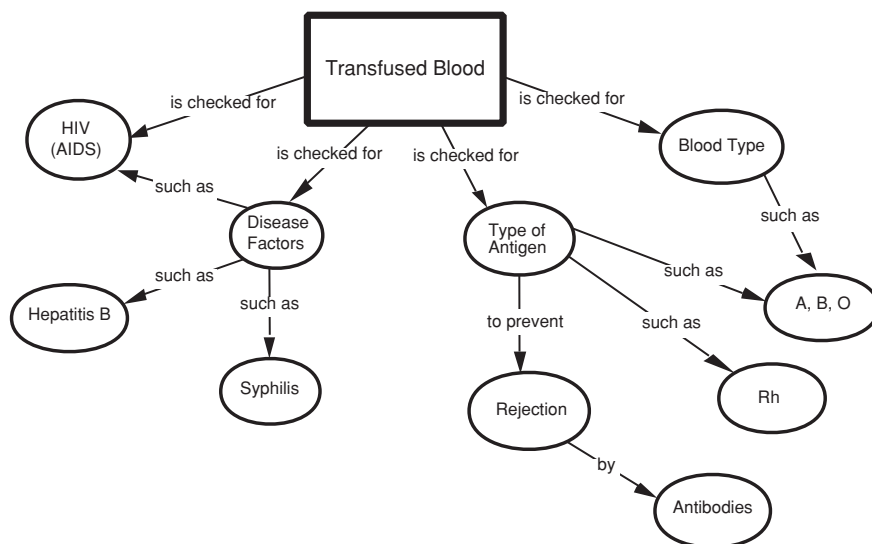 Transfused Blood
is checked for
is checked for
HIV
(AIDS)
Blood Type
is checked for
is checked for
such as
such as
Disease
Factors
Type of
Antigen
such as
such as
Hepatitis B
such as
A, B, O
to prevent
such as
Syphilis
Rejection
Rh
by
Antibodies